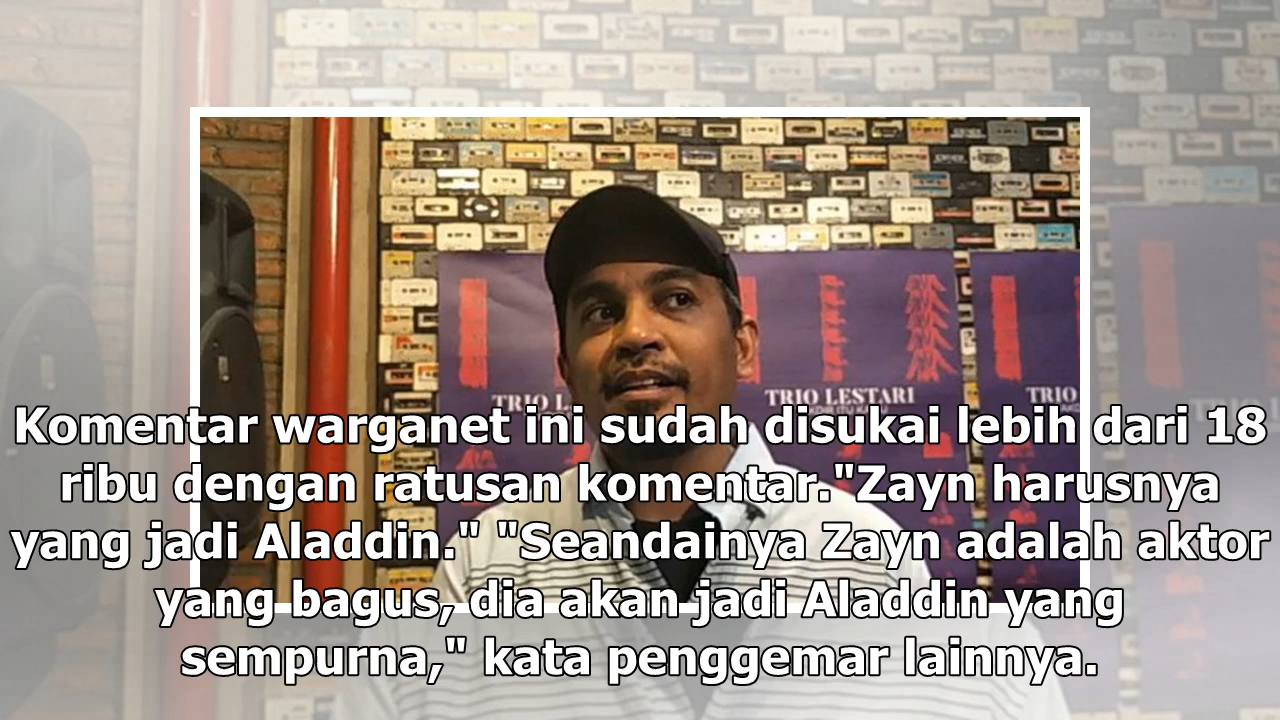 TRIO LESTARI
TRIO
Komentar warganet ini sudah disukai lebih dari 18
ribu dengan ratusan komentar."Zayn harusnya
yang jadi Aladdin." "Seandainya Zayn adalah aktor
yang bagus, dia akan jadi Aladdin yang
sempurna," kata penggemar lainnya.